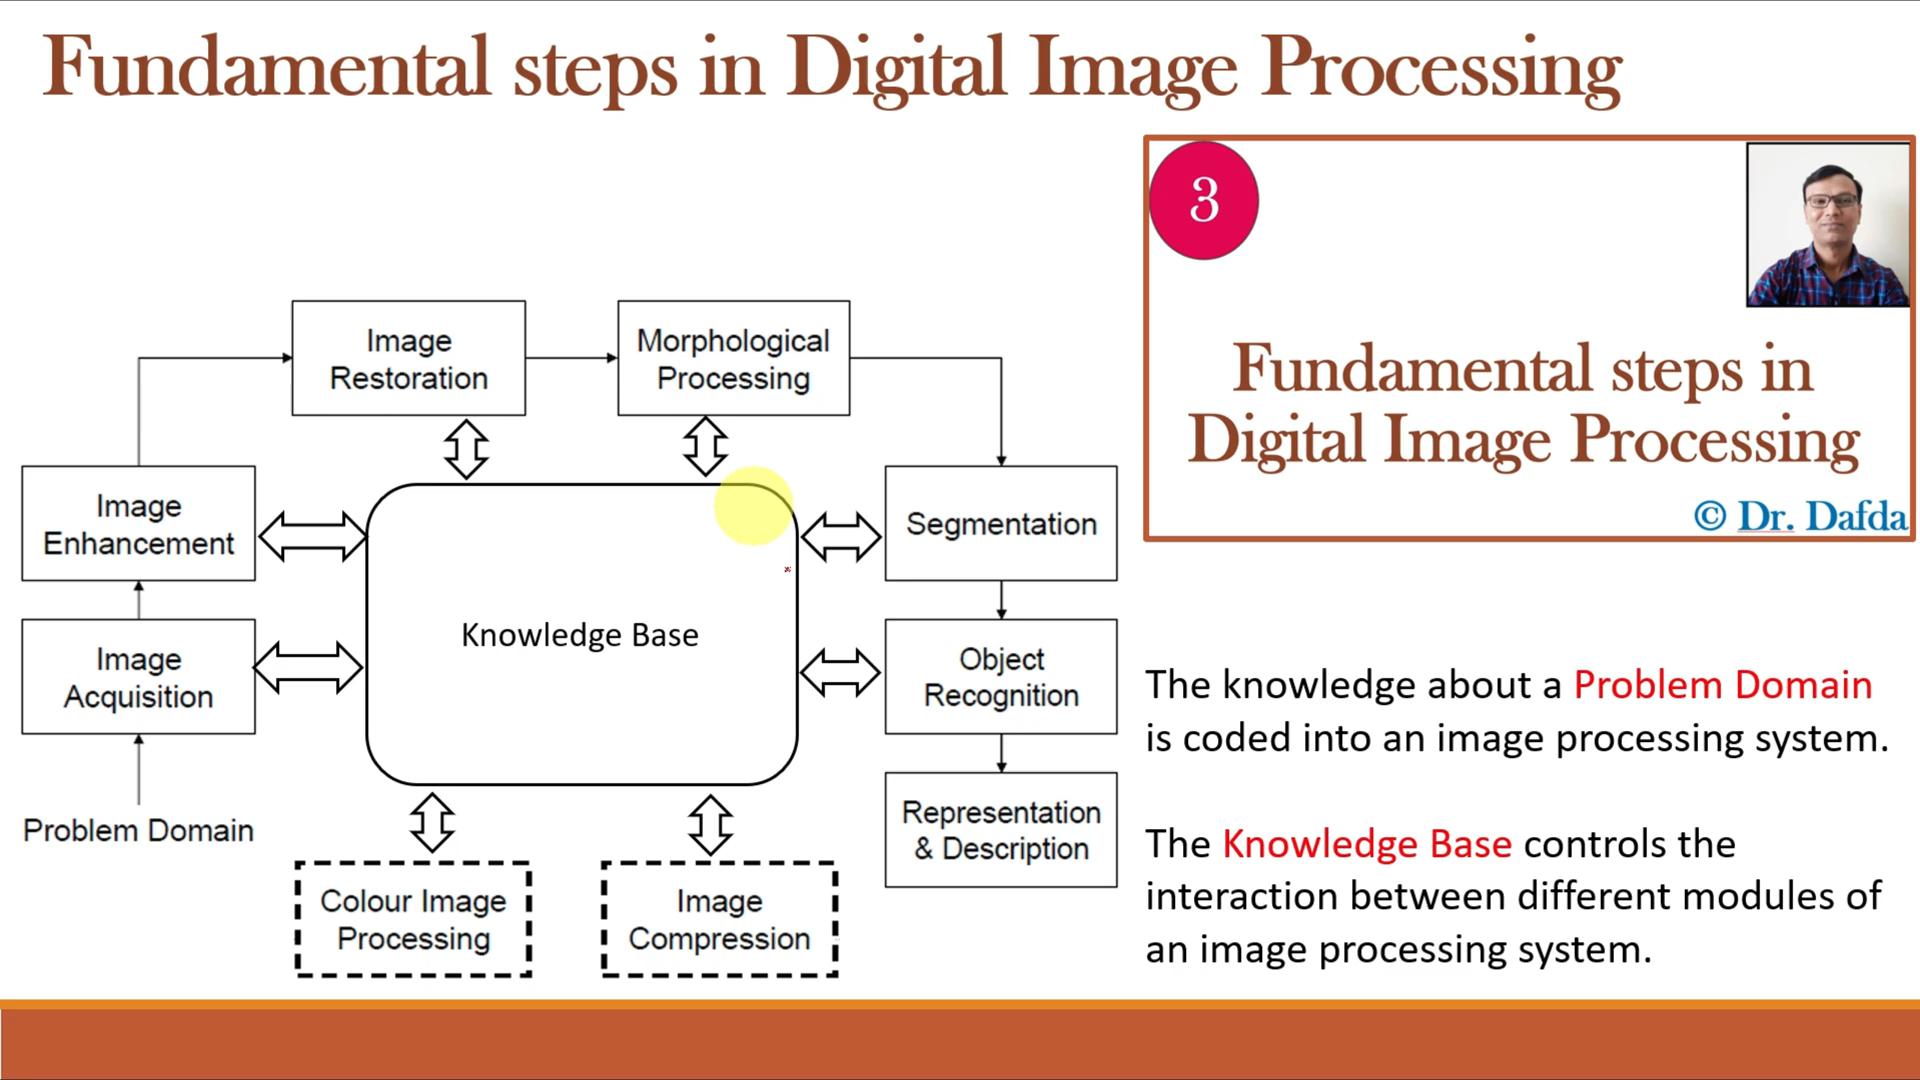 Fundamental steps in Digital Image Processing
3
Fundamental steps in
Digital Image Processing
© Dr. Dafda
Image
Restoration
Morphological
Processing
Image
Enhancement
Segmentation
Image
Acquisition
Knowledge Base
Object
Recognition
Problem Domain
Representation
& Description
Colour Image
Processing
Image
Compression
The knowledge about a Problem Domain
is coded into an image processing system.
The Knowledge Base controls the
interaction between different modules of
an image processing system.